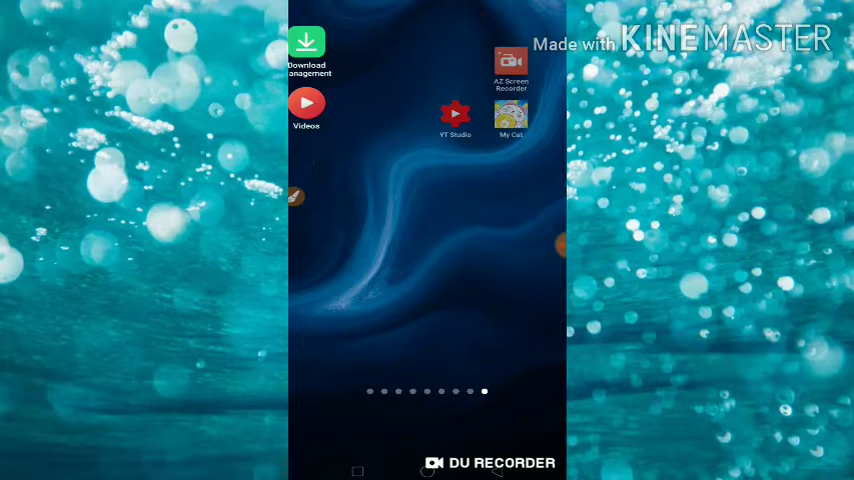 Made with KINEMASTER
Download
anagement
Videos
AZ Screen
Recorder
YT Studio
My Cat
DU RECORDER